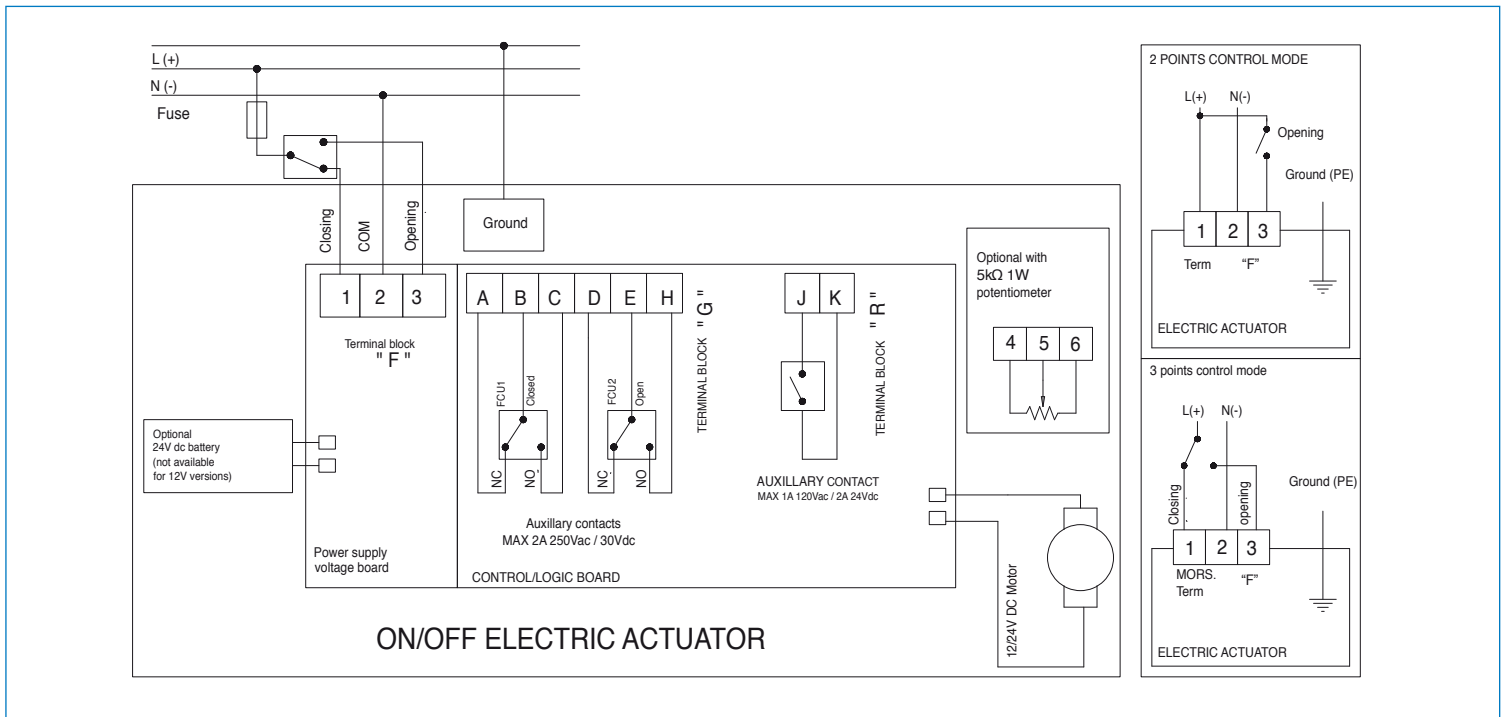 L (+)
N (-)
Fuse
Closing
COM
Opening
Ground
1 2 3
Terminal block
" F "
A B C D E H
TERMINAL BLOCK " G "
FCU1
Closed
FCU2
Open
NC
NO
NC
NO
Auxillary contacts
MAX 2A 250Vac / 30Vdc
J K
TERMINAL BLOCK " R "
AUXILLARY CONTACT
MAX 1A 120Vac / 2A 24Vdc
Optional with
5kΩ 1W
potentiometer
4 5 6
Optional
24V dc battery
(not available
for 12V versions)
Power supply
voltage board
CONTROL/LOGIC BOARD
12/24V DC Motor
ON/OFF ELECTRIC ACTUATOR
2 POINTS CONTROL MODE
L(+) N(-)
Opening
Ground (PE)
1 2 3
Term "F"
ELECTRIC ACTUATOR
3 points control mode
L(+) N(-)
Closing
opening
Ground (PE)
1 2 3
MORS.
Term "F"
ELECTRIC ACTUATOR